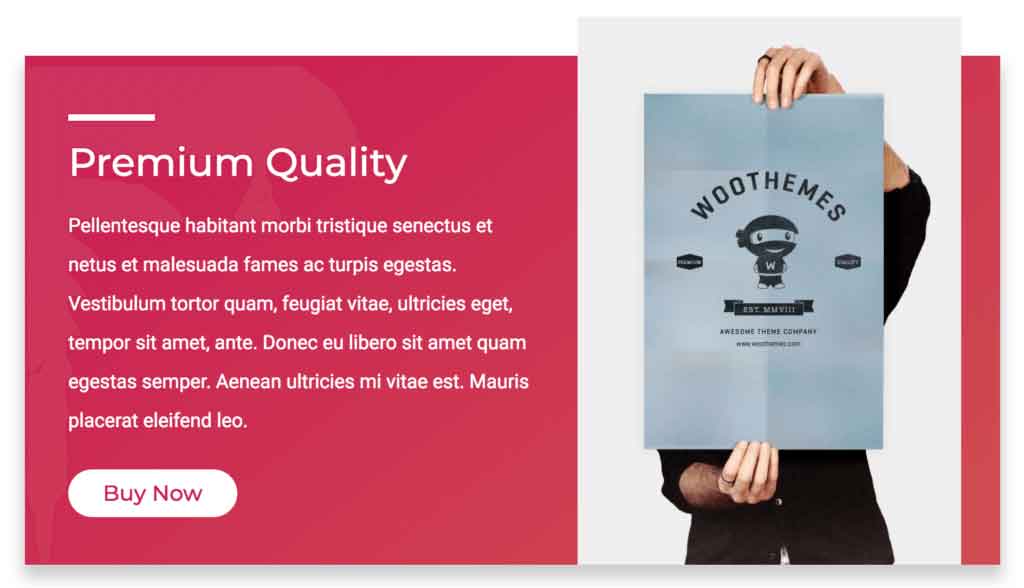 Premium Quality
Pellentesque habitant morbi tristique senectus et
netus et malesuada fames ac turpis egestas.
Vestibulum tortor quam, feugiat vitae, ultricies eget,
tempor sit amet, ante. Donec eu libero sit amet quam
egestas semper. Aenean ultricies mi vitae est. Mauris
placerat eleifend leo.
Buy Now
WOOTHEMES
W
PREMIUM
QUALITY
EST. MMVIII
AWESOME THEME COMPANY
www.woothemes.com